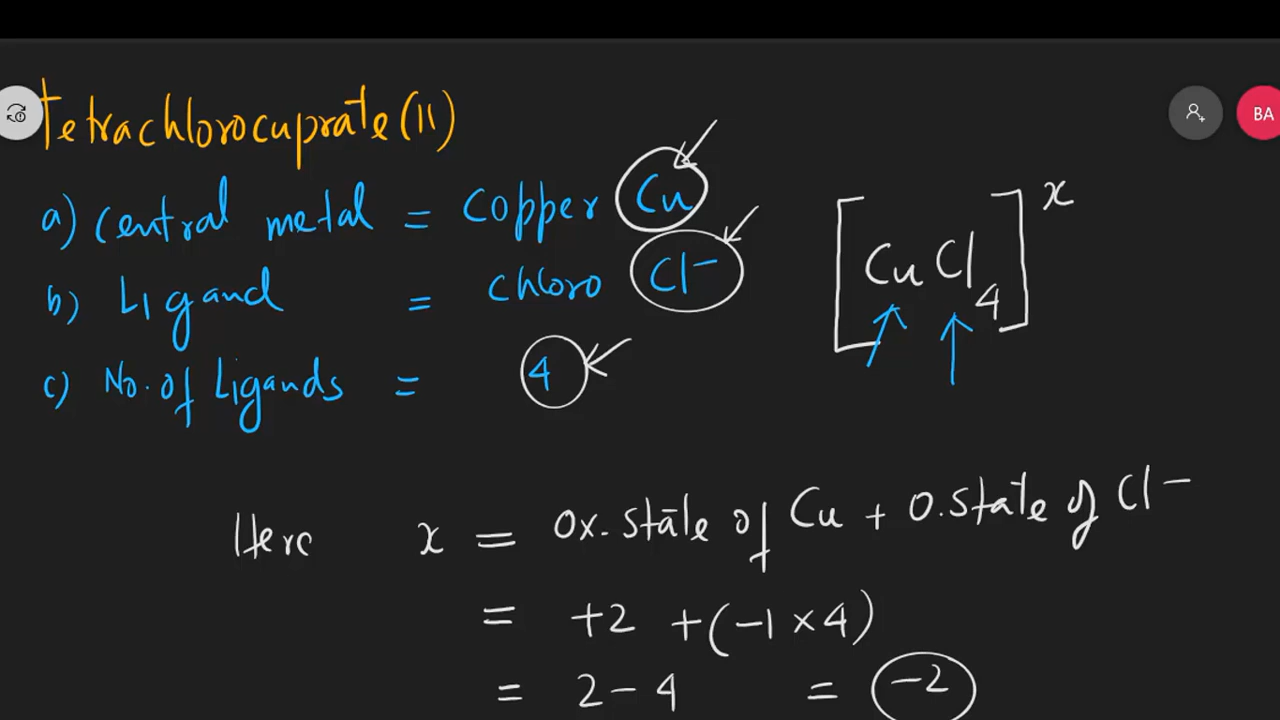 Tetrachlorocuprate(II)
a) Central metal = Copper Cu
b) Ligand = chloro Cl⁻
c) No. of Ligands = 4
[CuCl₄]ˣ
BA
Here x = Ox. state of Cu + O. state of Cl⁻
= +2 + (-1 × 4)
= 2 - 4 = -2